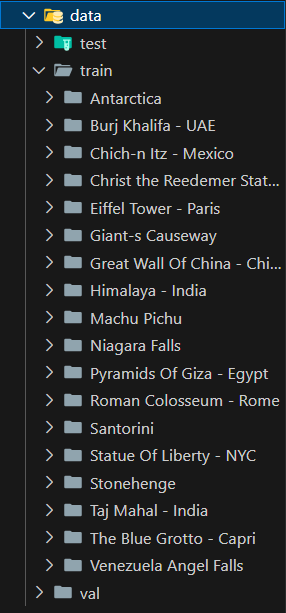 data
test
train
Antarctica
Burj Khalifa - UAE
Chich-n Itz - Mexico
Christ the Reedemer Stat...
Eiffel Tower - Paris
Giant-s Causeway
Great Wall Of China - Chi...
Himalaya - India
Machu Pichu
Niagara Falls
Pyramids Of Giza - Egypt
Roman Colosseum - Rome
Santorini
Statue Of Liberty - NYC
Stonehenge
Taj Mahal - India
The Blue Grotto - Capri
Venezuela Angel Falls
val